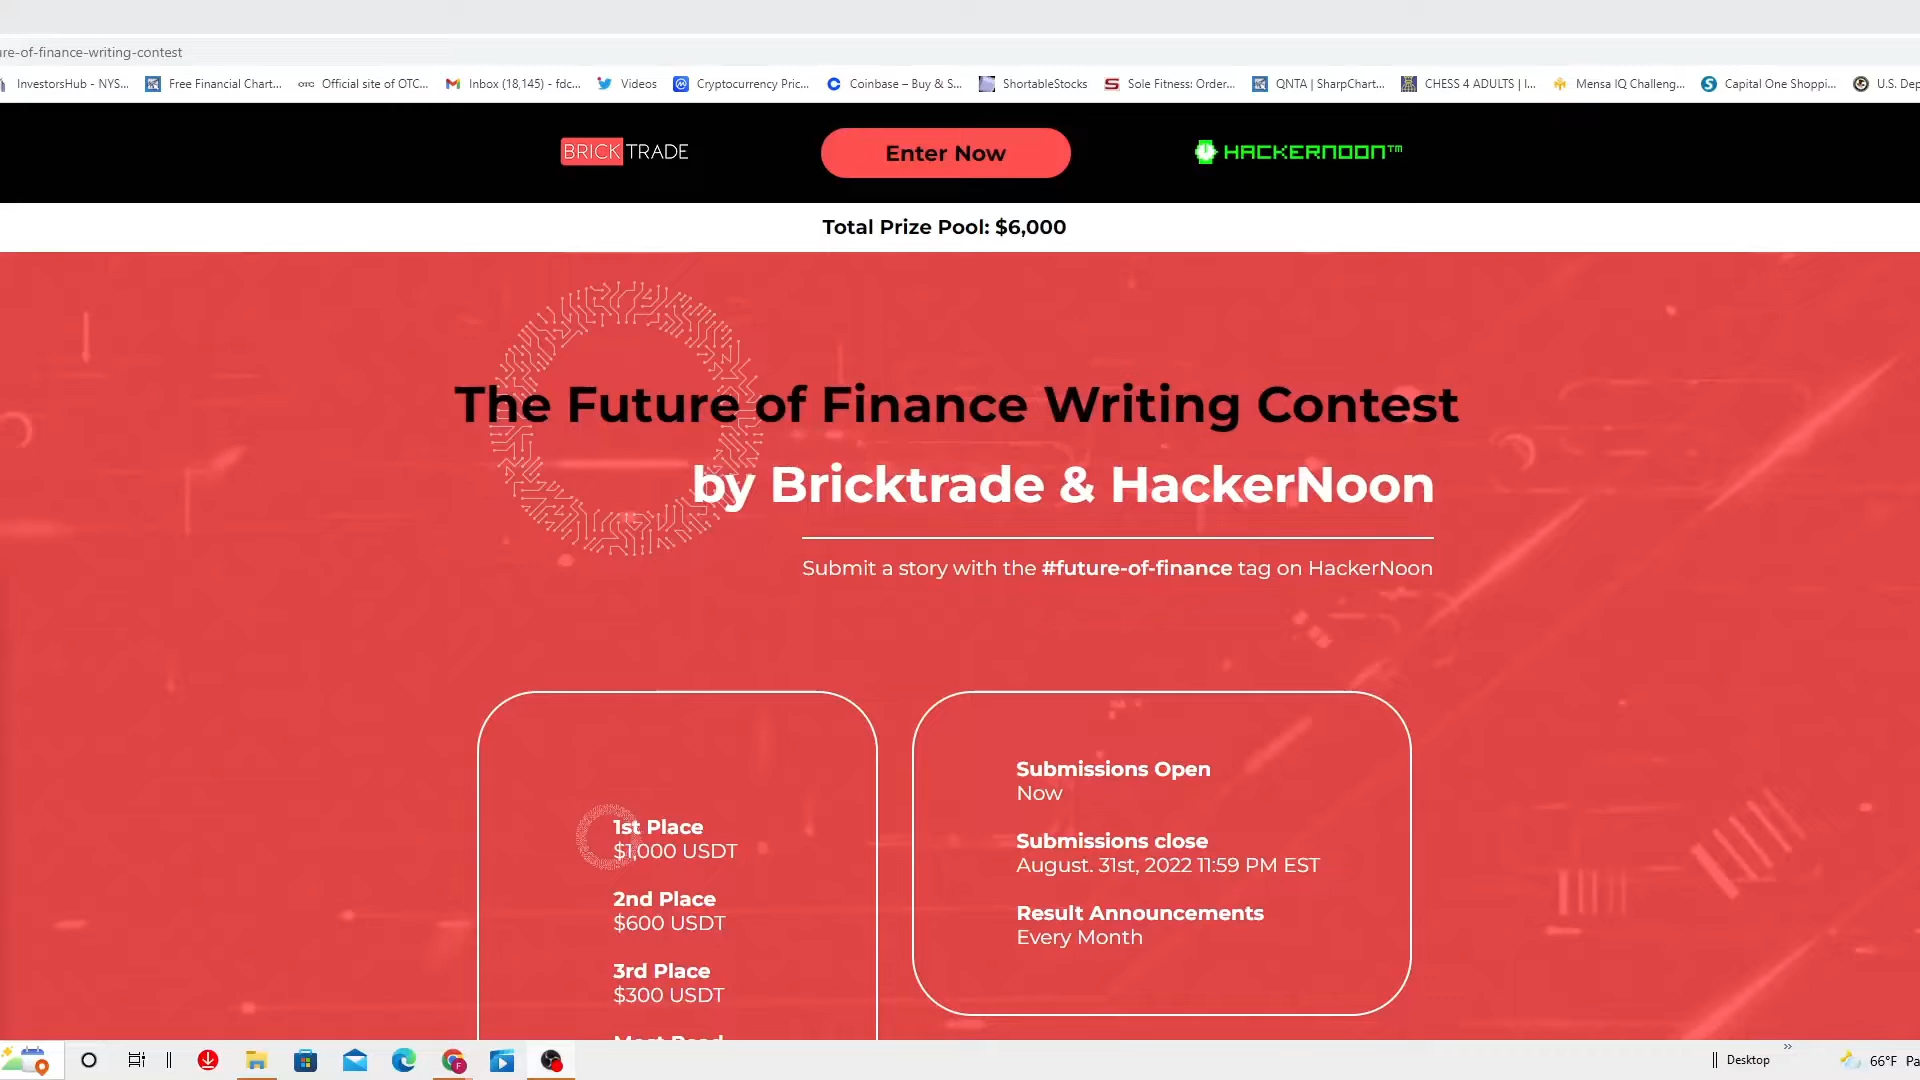 re-of-finance-writing-contest
InvestorsHub - NYS... Free Financial Chart... OTC Official site of OTC... Inbox (18,145) - fdc... Videos Cryptocurrency Pric... Coinbase – Buy & S... ShortableStocks Sole Fitness: Order... QNTA | SharpChart... CHESS 4 ADULTS | I... Mensa IQ Challeng... Capital One Shoppi... U.S. Dep
BRICKTRADE Enter Now HACKERNOON™
Total Prize Pool: $6,000
The Future of Finance Writing Contest
by Bricktrade & HackerNoon
Submit a story with the #future-of-finance tag on HackerNoon
1st Place
$1,000 USDT
2nd Place
$600 USDT
3rd Place
$300 USDT
Most Read
Submissions Open
Now
Submissions close
August. 31st, 2022 11:59 PM EST
Result Announcements
Every Month
Desktop 66°F Pa